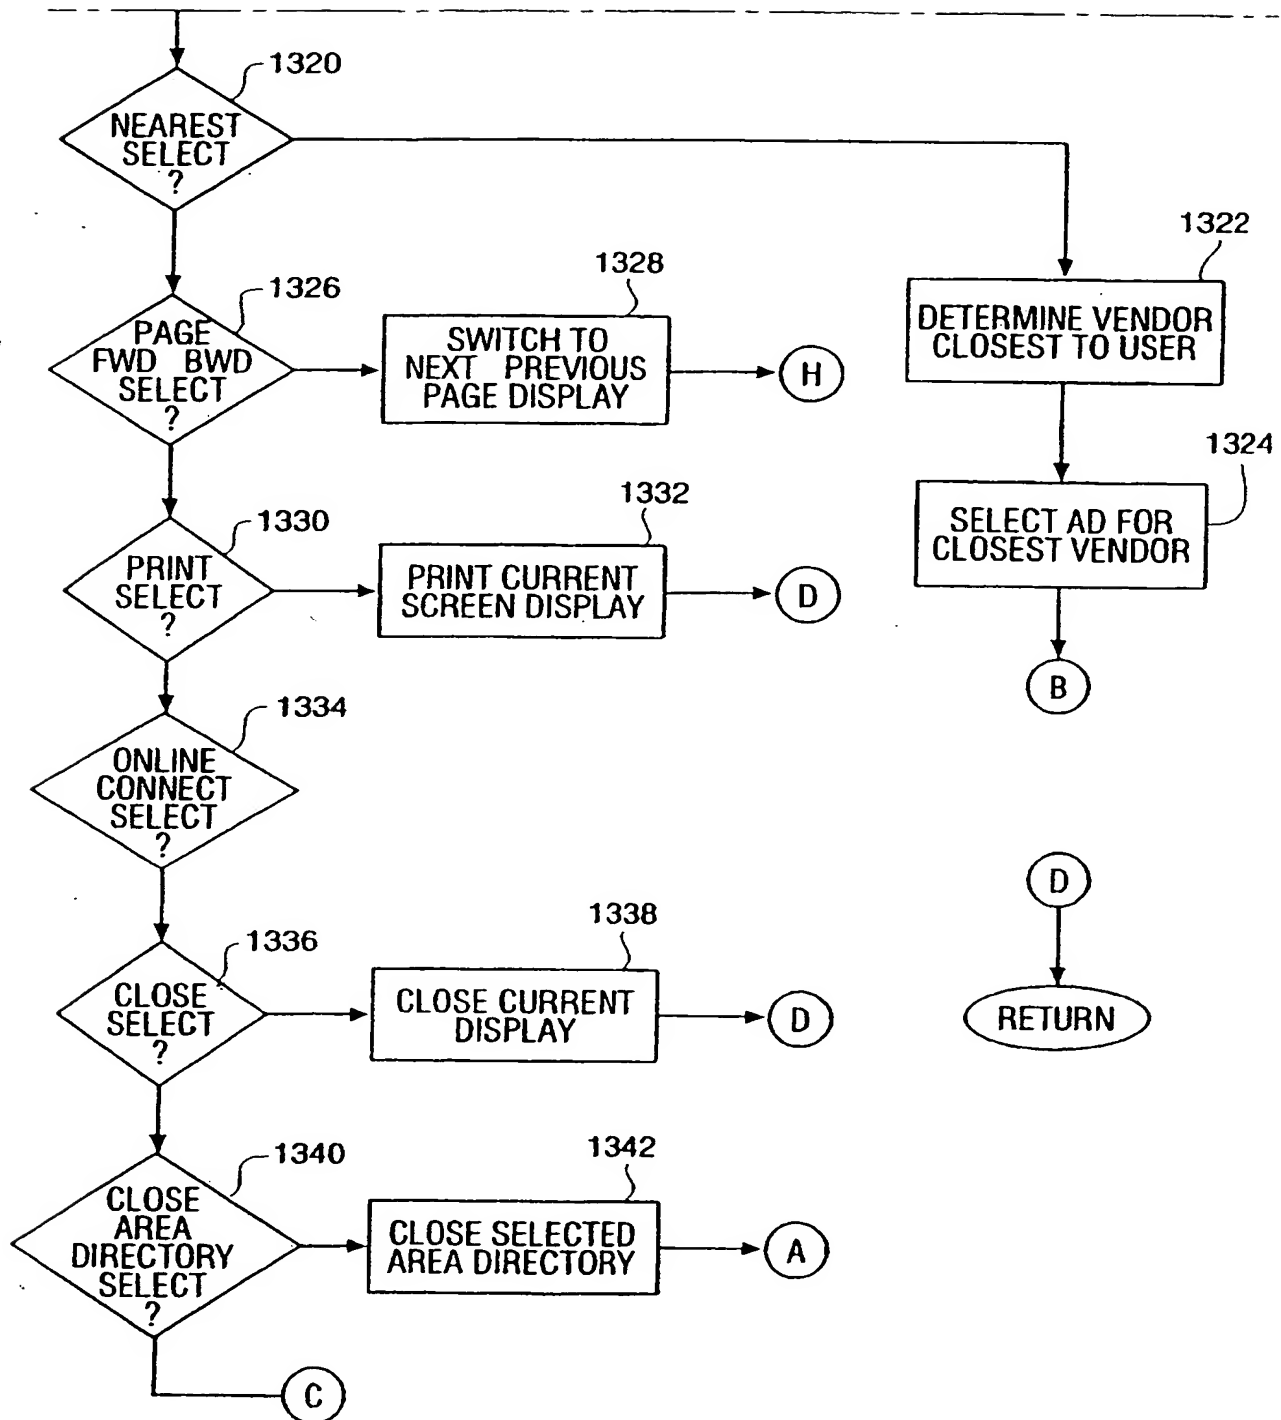 1320
NEAREST
SELECT
?
1322
DETERMINE VENDOR
CLOSEST TO USER
1326
PAGE
FWD BWD
SELECT
?
1328
SWITCH TO
NEXT PREVIOUS
PAGE DISPLAY
H
1324
SELECT AD FOR
CLOSEST VENDOR
B
1330
PRINT
SELECT
?
1332
PRINT CURRENT
SCREEN DISPLAY
D
1334
ONLINE
CONNECT
SELECT
?
D
RETURN
1336
CLOSE
SELECT
?
1338
CLOSE CURRENT
DISPLAY
D
1340
CLOSE
AREA
DIRECTORY
SELECT
?
1342
CLOSE SELECTED
AREA DIRECTORY
A
C